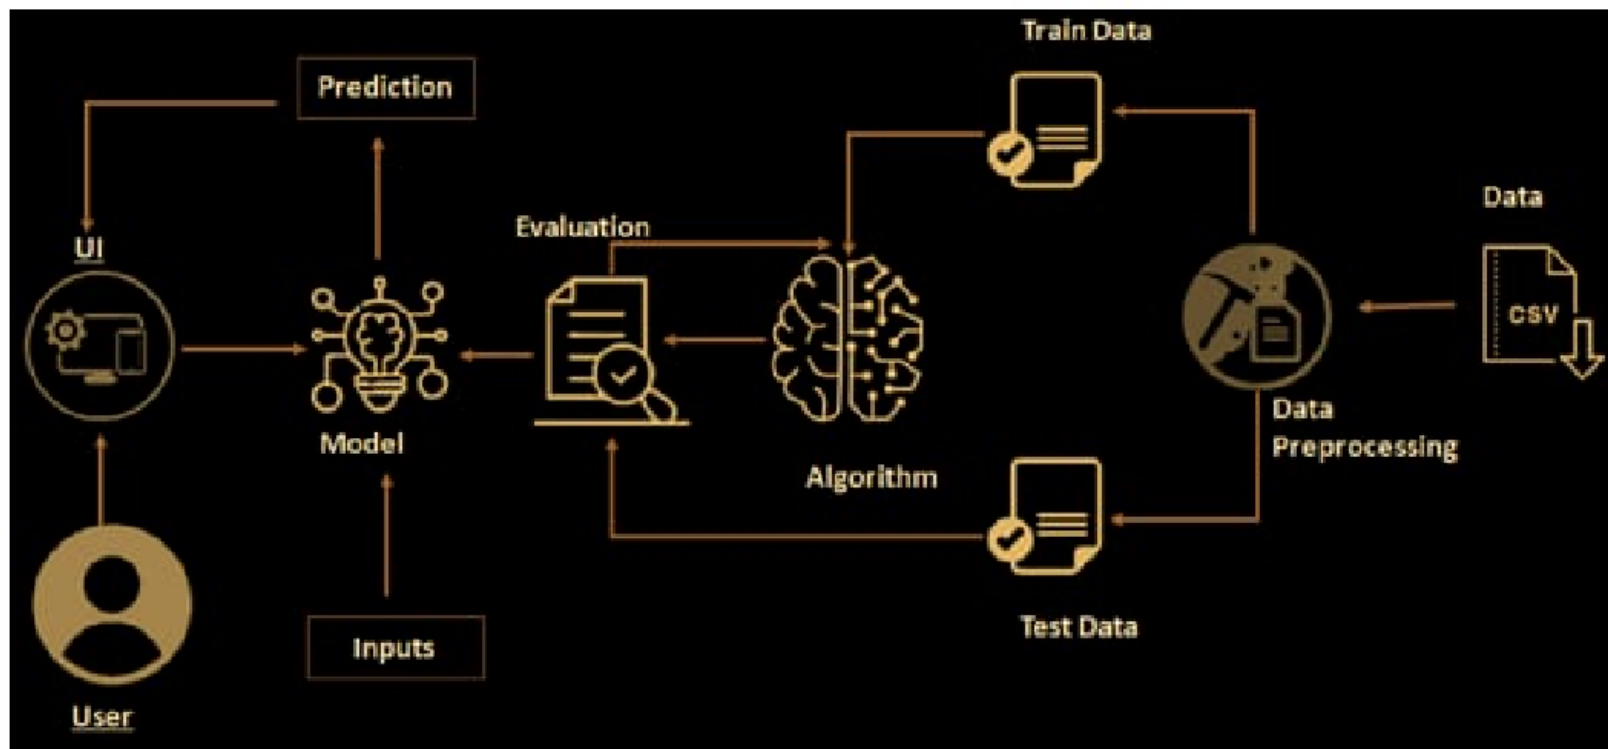 Train Data
Prediction
Data
Evaluation
UI
CSV
Data
Preprocessing
Model
Algorithm
Test Data
Inputs
User